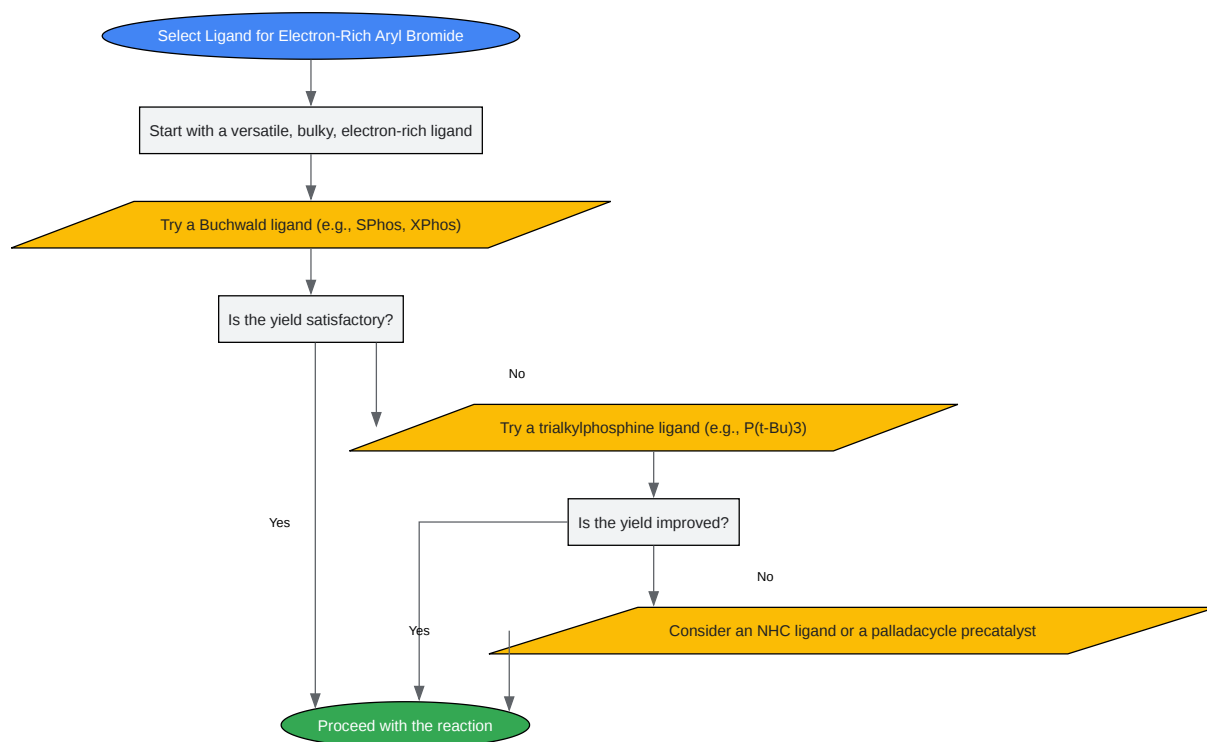 Select Ligand for Electron-Rich Aryl Bromide
Start with a versatile, bulky, electron-rich ligand
Try a Buchwald ligand (e.g., SPhos, XPhos)
Is the yield satisfactory?
No
Try a trialkylphosphine ligand (e.g., P(t-Bu)3)
Yes
Is the yield improved?
No
Yes
Consider an NHC ligand or a palladacycle precatalyst
Proceed with the reaction